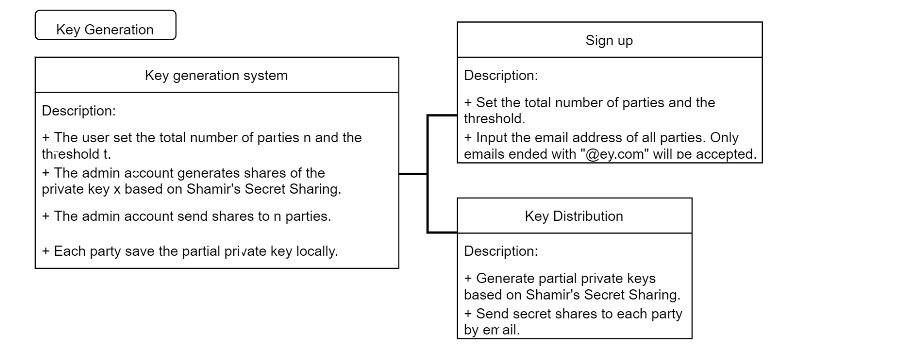 Key Generation
Key generation system
Description:
+ The user set the total number of parties n and the
threshold t.
+ The admin account generates shares of the
private key x based on Shamir's Secret Sharing.
+ The admin account send shares to n parties.
+ Each party save the partial private key locally.
Sign up
Description:
+ Set the total number of parties and the
threshold.
+ Input the email address of all parties. Only
emails ended with "@ey.com" will be accepted.
Key Distribution
Description:
+ Generate partial private keys
based on Shamir's Secret Sharing.
+ Send secret shares to each party
by email.